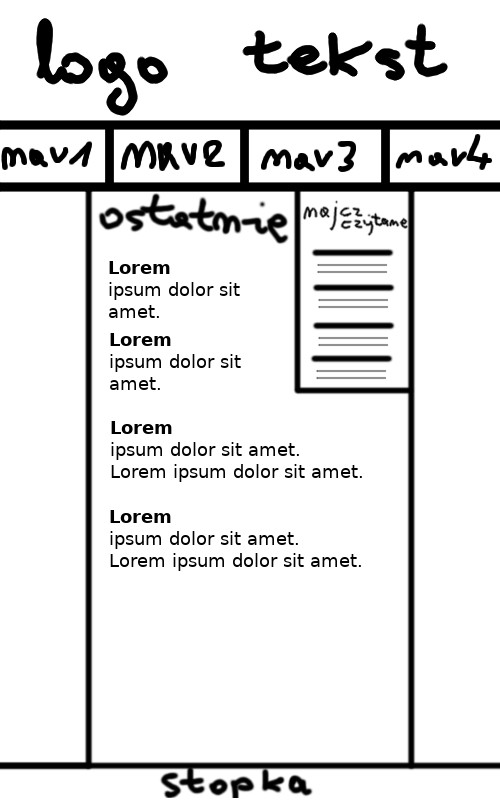 logo tekst
nav1 nav2 nav3 nav4
ostatnie
najcz
czytane
Lorem
ipsum dolor sit
amet.
Lorem
ipsum dolor sit
amet.
Lorem
ipsum dolor sit amet.
Lorem ipsum dolor sit amet.
Lorem
ipsum dolor sit amet.
Lorem ipsum dolor sit amet.
stopka